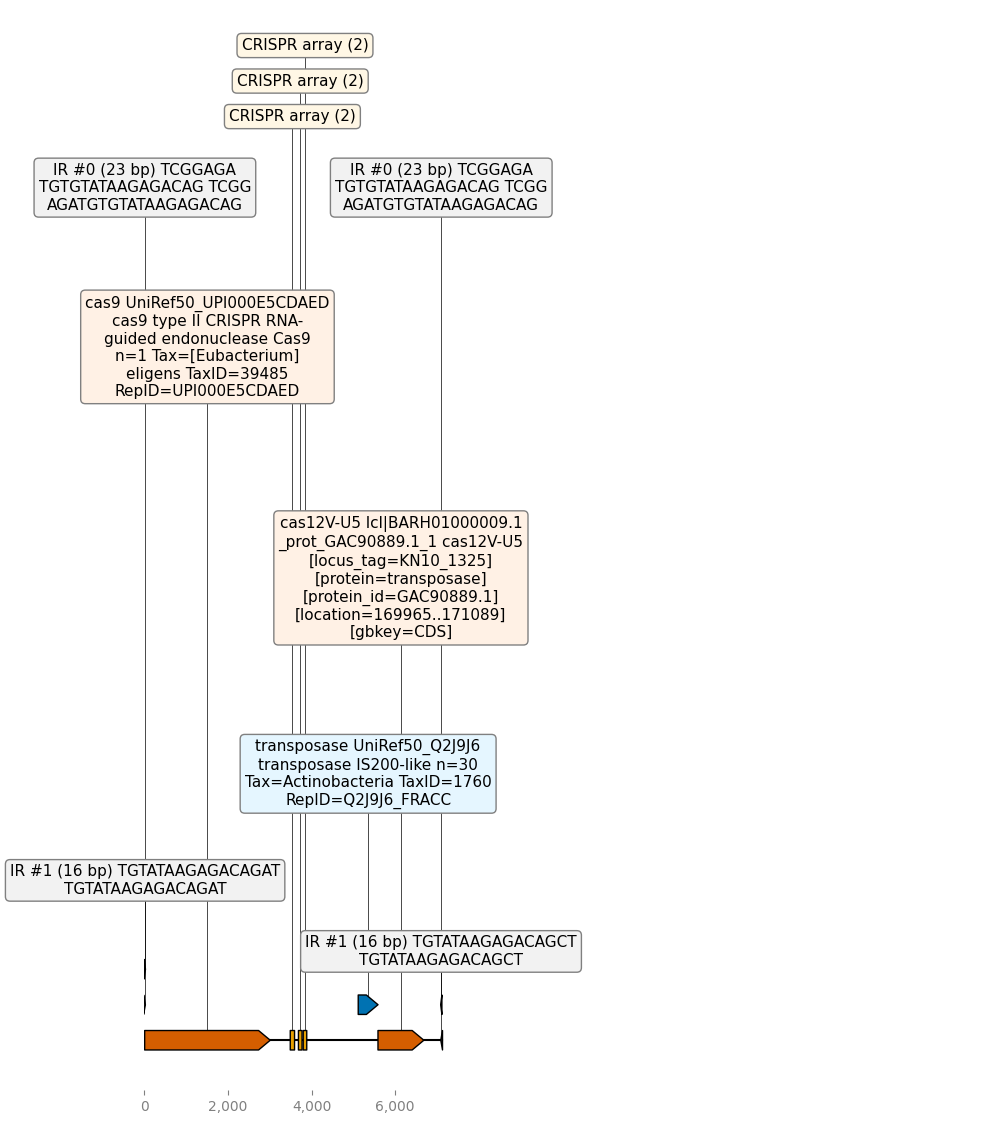 CRISPR array (2)
CRISPR array (2)
CRISPR array (2)
IR #0 (23 bp) TCGGAGA
TGTGTATAAGAGACAG TCGG
AGATGTGTATAAGAGACAG
IR #0 (23 bp) TCGGAGA
TGTGTATAAGAGACAG TCGG
AGATGTGTATAAGAGACAG
cas9 UniRef50_UPI000E5CDAED
cas9 type II CRISPR RNA-
guided endonuclease Cas9
n=1 Tax=[Eubacterium]
eligens TaxID=39485
RepID=UPI000E5CDAED
cas12V-U5 lcl|BARH01000009.1
_prot_GAC90889.1_1 cas12V-U5
[locus_tag=KN10_1325]
[protein=transposase]
[protein_id=GAC90889.1]
[location=169965..171089]
[gbkey=CDS]
transposase UniRef50_Q2J9J6
transposase IS200-like n=30
Tax=Actinobacteria TaxID=1760
RepID=Q2J9J6_FRACC
IR #1 (16 bp) TGTATAAGAGACAGAT
TGTATAAGAGACAGAT
IR #1 (16 bp) TGTATAAGAGACAGCT
TGTATAAGAGACAGCT
0
2,000
4,000
6,000